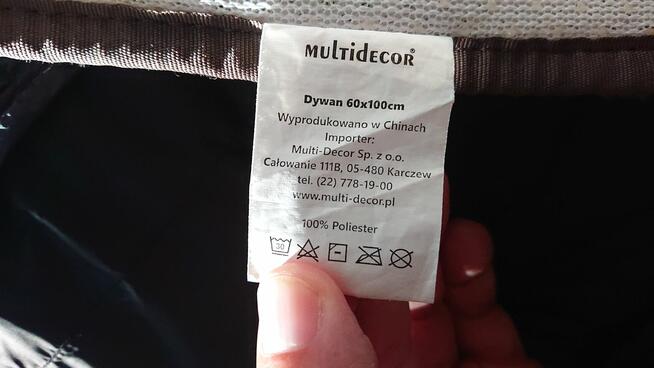 MULTIDECOR®
Dywan 60x100cm
Wyprodukowano w Chinach
Importer:
Multi-Decor Sp. z o.o.
Całowanie 111B, 05-480 Karczew
tel. (22) 778-19-00
www.multi-decor.pl
100% Poliester
30